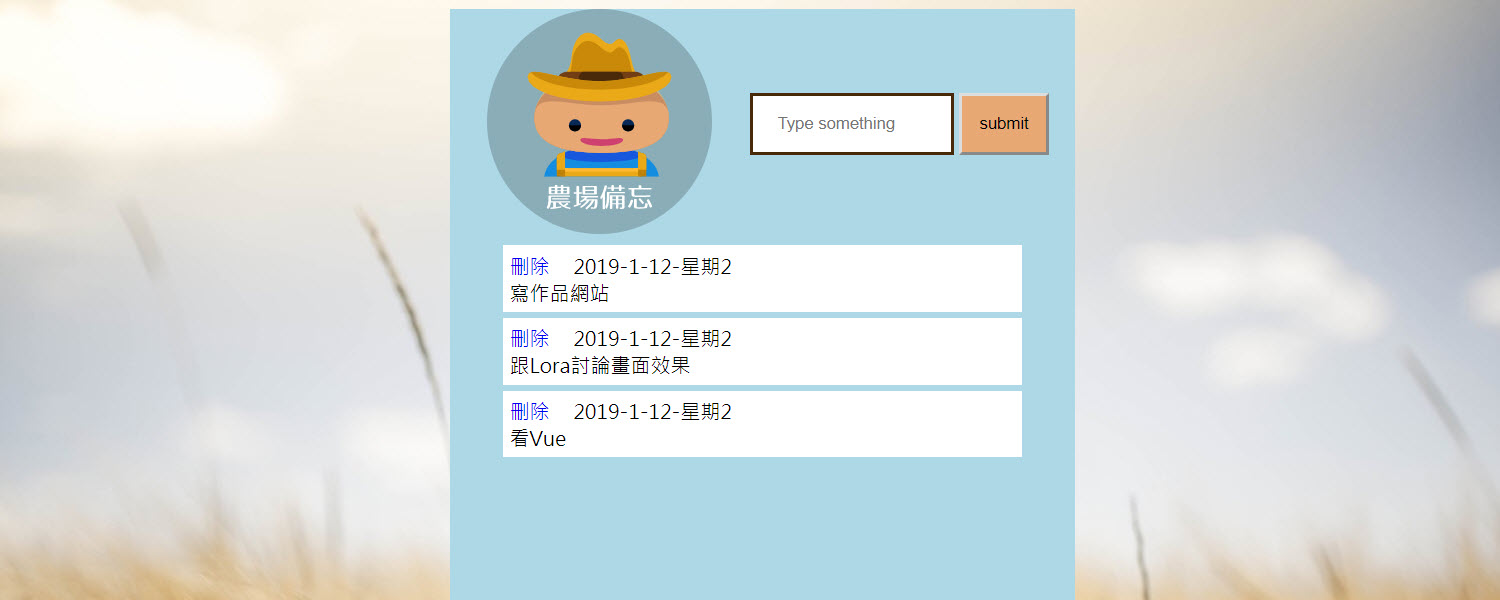 農場備忘
Type something
submit
刪除 2019-1-12-星期2
寫作品網站
刪除 2019-1-12-星期2
跟Lora討論畫面效果
刪除 2019-1-12-星期2
看Vue